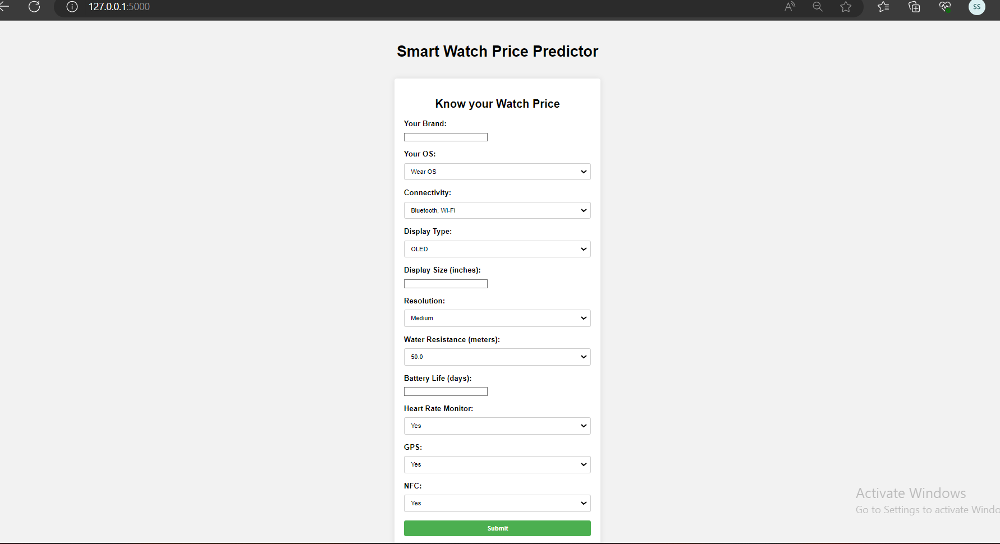 127.0.0.1:5000
SS
Smart Watch Price Predictor
Know your Watch Price
Your Brand:
Your OS:
Wear OS
Connectivity:
Bluetooth, Wi-Fi
Display Type:
OLED
Display Size (inches):
Resolution:
Medium
Water Resistance (meters):
50.0
Battery Life (days):
Heart Rate Monitor:
Yes
GPS:
Yes
NFC:
Yes
Submit
Activate Windows
Go to Settings to activate Windo